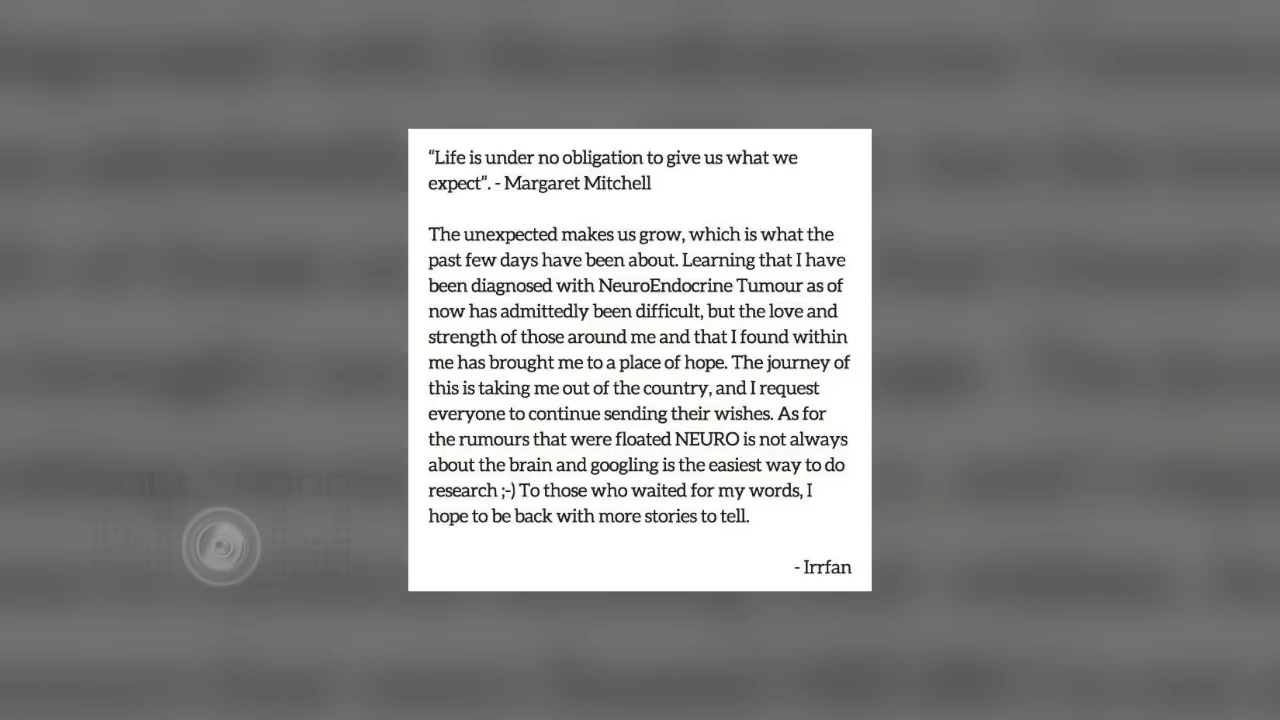 “Life is under no obligation to give us what we
expect”. - Margaret Mitchell
The unexpected makes us grow, which is what the
past few days have been about. Learning that I have
been diagnosed with NeuroEndocrine Tumour as of
now has admittedly been difficult, but the love and
strength of those around me and that I found within
me has brought me to a place of hope. The journey of
this is taking me out of the country, and I request
everyone to continue sending their wishes. As for
the rumours that were floated NEURO is not always
about the brain and googling is the easiest way to do
research ;-) To those who waited for my words, I
hope to be back with more stories to tell.
- Irrfan